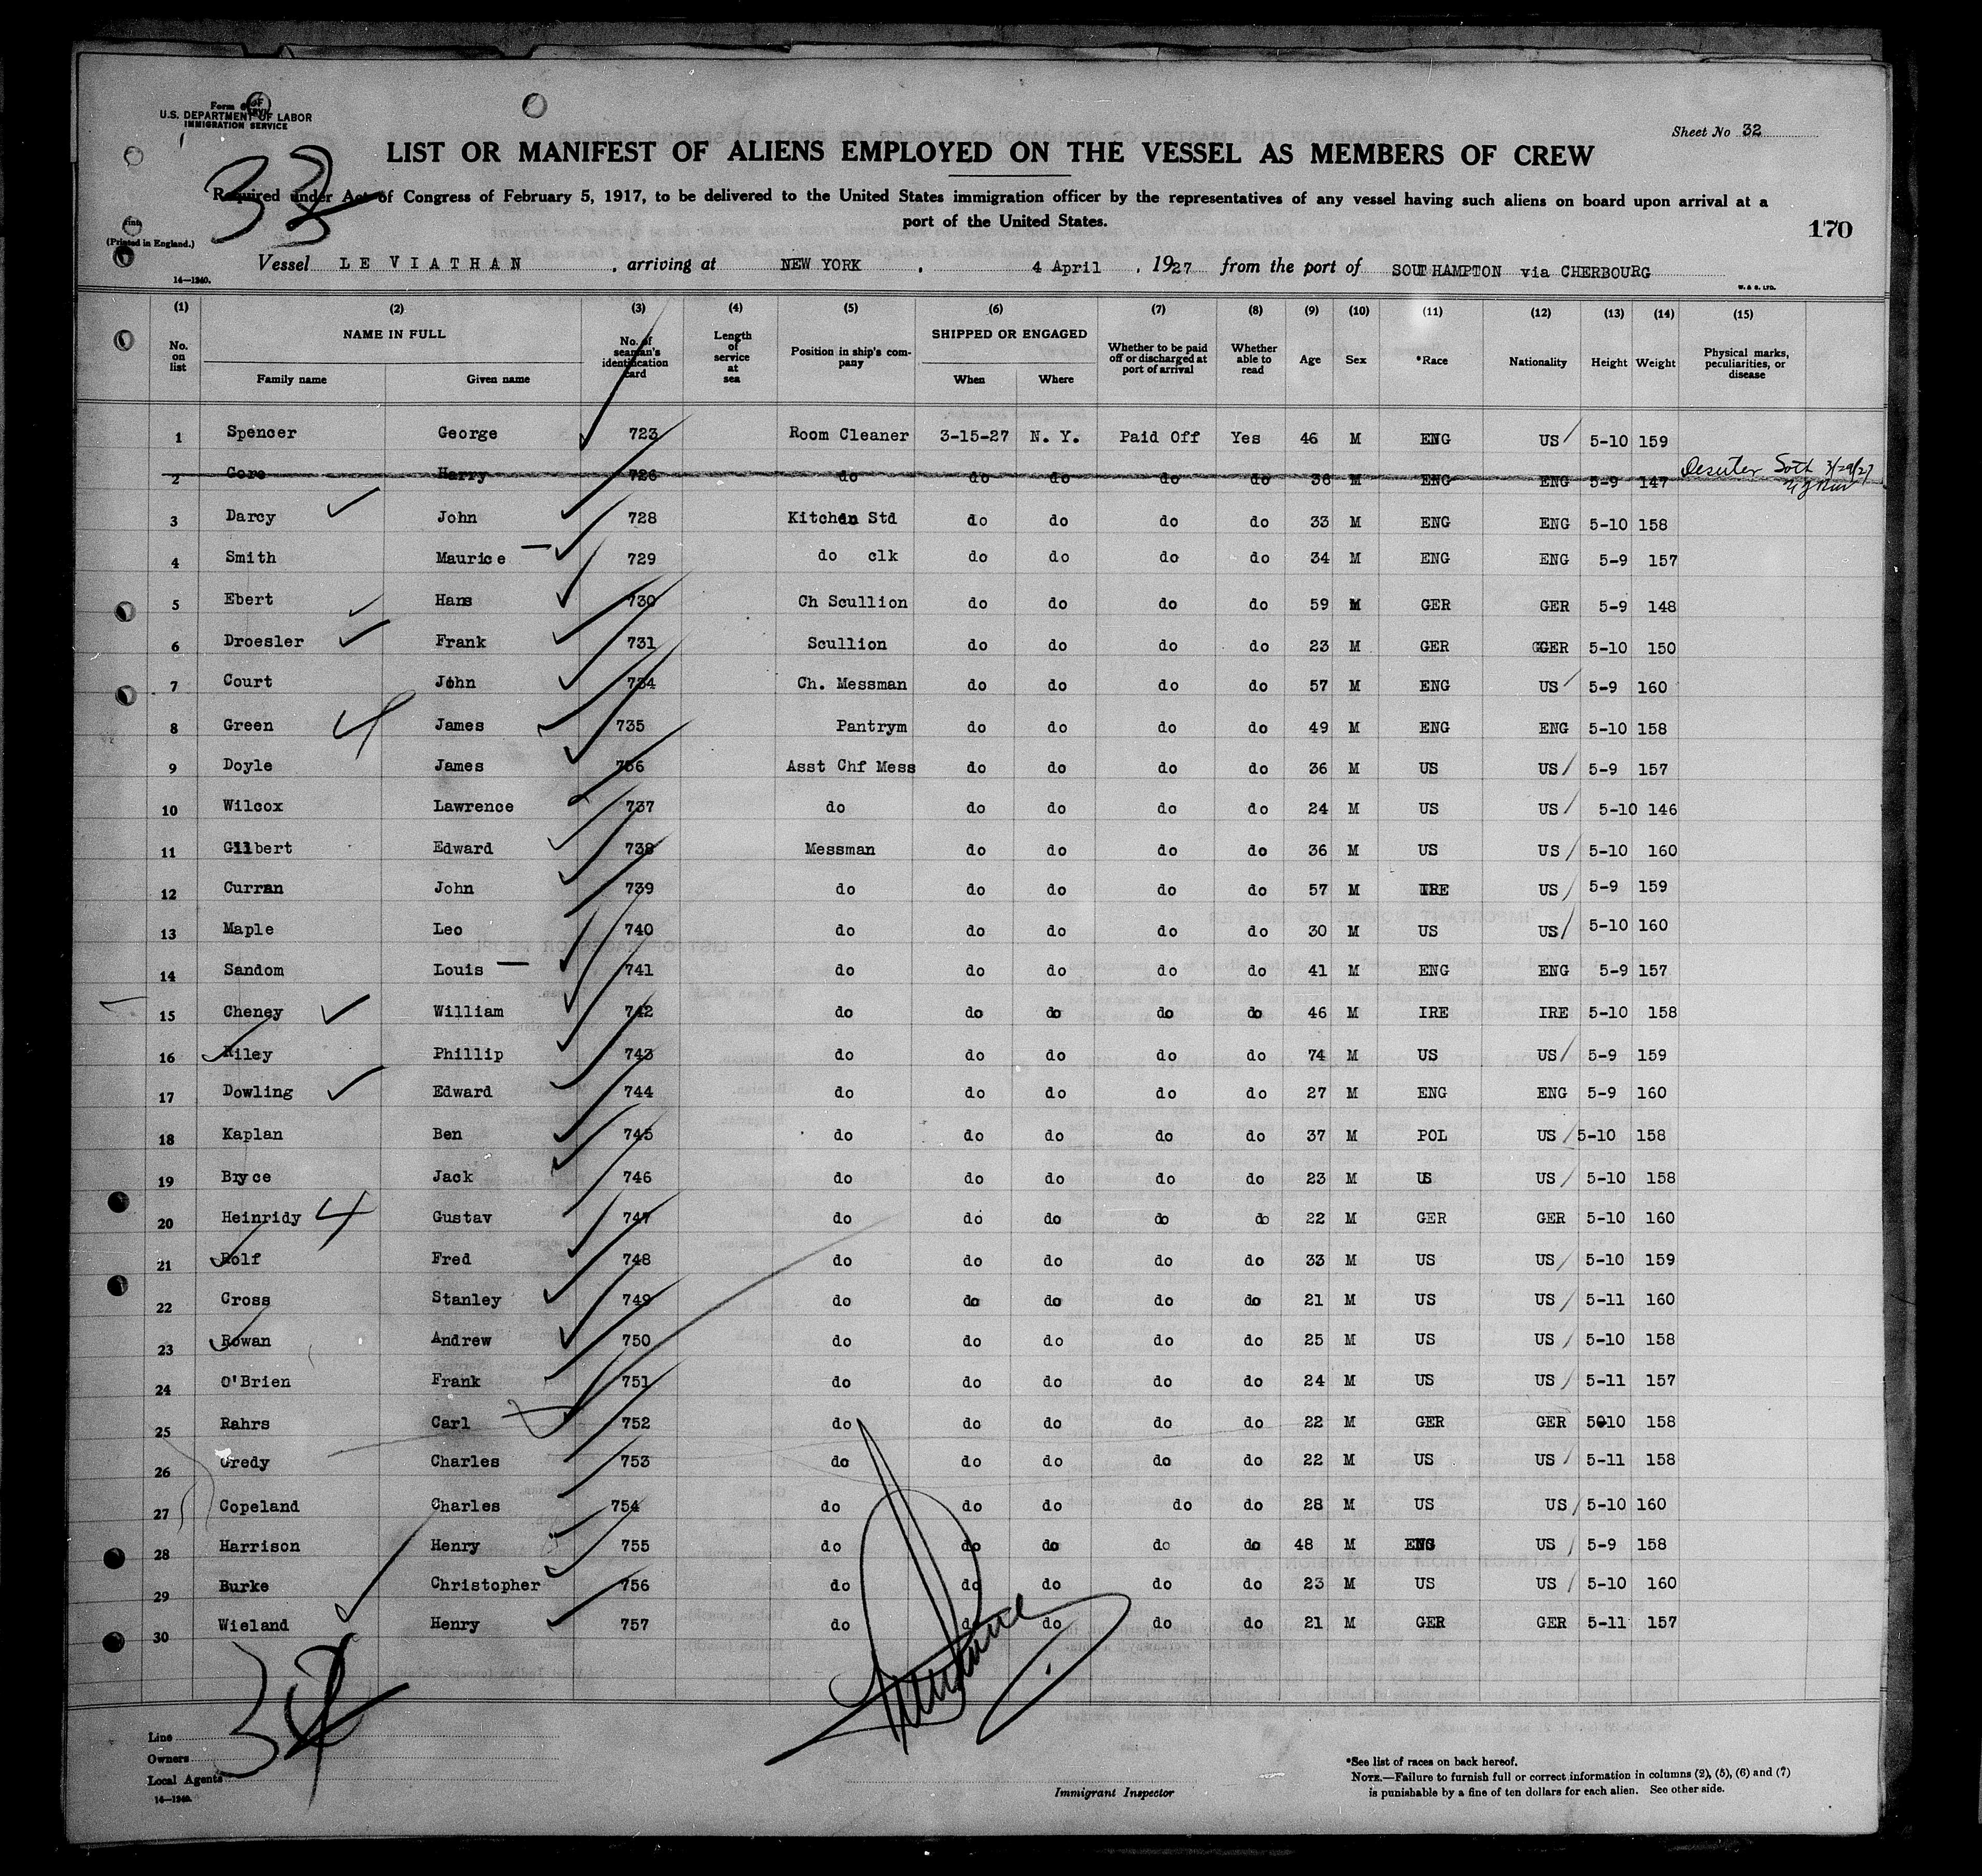 U.S. DEPARTMENT OF LABOR
IMMIGRATION SERVICE
Sheet No 32
LIST OR MANIFEST OF ALIENS EMPLOYED ON THE VESSEL AS MEMBERS OF CREW
Required under Act of Congress of February 5, 1917, to be delivered to the United States immigration officer by the representatives of any vessel having such aliens on board upon arrival at a
port of the United States.
170
(Printed in England.)
Vessel LEVIATHAN, arriving at NEW YORK, 4 April, 1927 from the port of SOUTHAMPTON via CHERBOURG
14—1240.
W. & S. LTD.
(1) (2) (3) (4) (5) (6) (7) (8) (9) (10) (11) (12) (13) (14) (15)
No. on list NAME IN FULL Family name Given name No. of seaman's identification card Length of service at sea Position in ship's company SHIPPED OR ENGAGED When Where Whether to be paid off or discharged at port of arrival Whether able to read Age Sex *Race Nationality Height Weight Physical marks, peculiarities, or disease
1 Spencer George 723 Room Cleaner 3-15-27 N. Y. Paid Off Yes 46 M ENG US 5-10 159
2 Gore Harry 726 do do do do do 36 M ENG ENG 5-9 147 3/29/27
3 Darcy John 728 Kitchen Std do do do do 33 M ENG ENG 5-10 158
4 Smith Maurice 729 do clk do do do do 34 M ENG ENG 5-9 157
5 Ebert Hans 730 Ch Scullion do do do do 59 M GER GER 5-9 148
6 Droesler Frank 731 Scullion do do do do 23 M GER GER 5-10 150
7 Court John 734 Ch. Messman do do do do 57 M ENG US 5-9 160
8 Green James 735 Pantrym do do do do 49 M ENG ENG 5-10 158
9 Doyle James 736 Asst Chf Mess do do do do 36 M US US 5-9 157
10 Wilcox Lawrence 737 do do do do do 24 M US US 5-10 146
11 Gilbert Edward 738 Messman do do do do 36 M US US 5-10 160
12 Curran John 739 do do do do do 57 M IRE US 5-9 159
13 Maple Leo 740 do do do do do 30 M US US 5-10 160
14 Sandom Louis 741 do do do do do 41 M ENG ENG 5-9 157
15 Cheney William 742 do do do do do 46 M IRE IRE 5-10 158
16 Riley Phillip 743 do do do do do 74 M US US 5-9 159
17 Dowling Edward 744 do do do do do 27 M ENG ENG 5-9 160
18 Kaplan Ben 745 do do do do do 37 M POL US 5-10 158
19 Bryce Jack 746 do do do do do 23 M US US 5-10 158
20 Heinridy Gustav 747 do do do do do 22 M GER GER 5-10 160
21 Rolf Fred 748 do do do do do 33 M US US 5-10 159
22 Gross Stanley 749 do do do do do 21 M US US 5-11 160
23 Rowan Andrew 750 do do do do do 25 M US US 5-10 158
24 O'Brien Frank 751 do do do do do 24 M US US 5-11 157
25 Rahrs Carl 752 do do do do do 22 M GER GER 5010 158
26 Gredy Charles 753 do do do do do 22 M US US 5-11 158
27 Copeland Charles 754 do do do do do 28 M US US 5-10 160
28 Harrison Henry 755 do do do do do 48 M ENG US 5-9 158
29 Burke Christopher 756 do do do do do 23 M US US 5-10 160
30 Wieland Henry 757 do do do do do 21 M GER GER 5-11 157
Line
Owners
Local Agents
14—1240.
Immigrant Inspector
*See list of races on back hereof.
NOTE.—Failure to furnish full or correct information in columns (2), (5), (6) and (7)
is punishable by a fine of ten dollars for each alien. See other side.